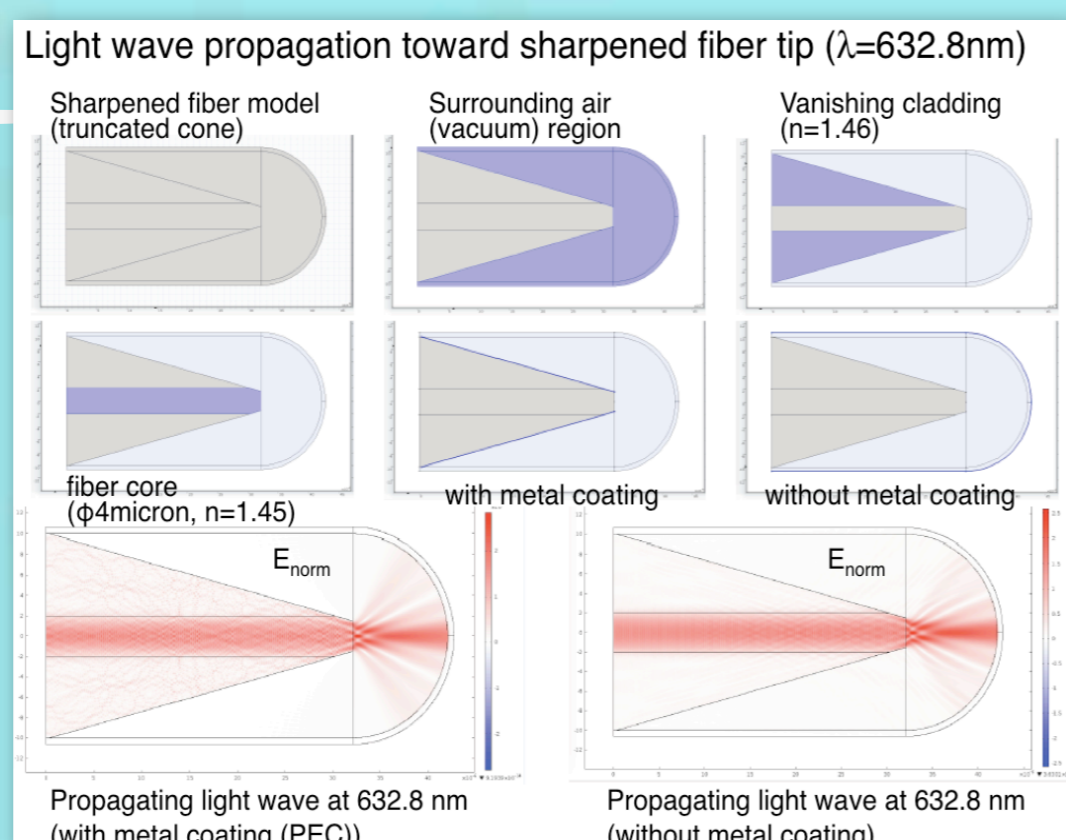 Light wave propagation toward sharpened fiber tip (λ=632.8nm)
Sharpened fiber model
(truncated cone)
Surrounding air
(vacuum) region
Vanishing cladding
(n=1.46)
fiber core
(φ4micron, n=1.45)
with metal coating
without metal coating
Enorm
Enorm
Propagating light wave at 632.8 nm
(with metal coating (PEC))
Propagating light wave at 632.8 nm
(without metal coating)